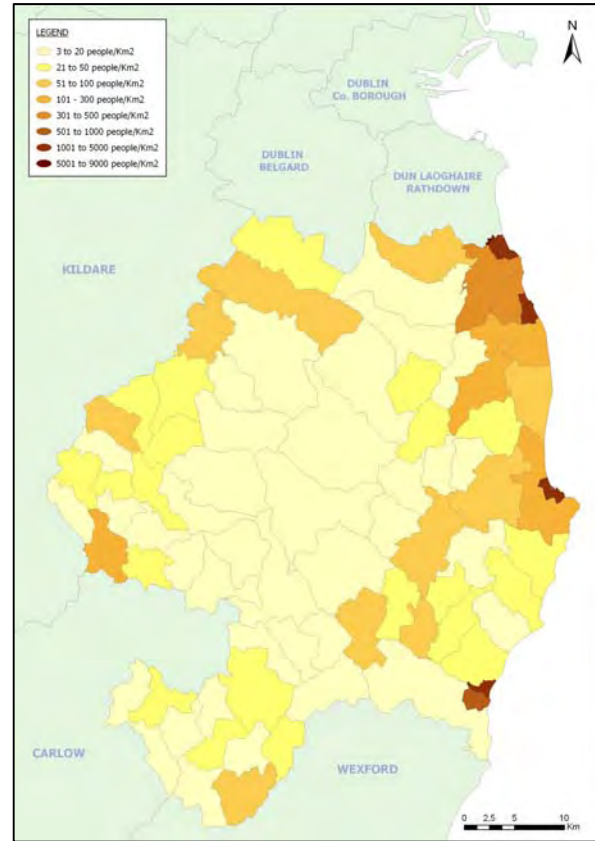 LEGEND
3 to 20 people/Km2
21 to 50 people/Km2
51 to 100 people/Km2
101 - 300 people/Km2
301 to 500 people/Km2
501 to 1000 people/Km2
1001 to 5000 people/Km2
5001 to 9000 people/Km2
N
DUBLIN
Co. BOROUGH
DUBLIN
BELGARD
DUN LAOGHAIRE
RATHDOWN
KILDARE
CARLOW
WEXFORD
0 2.5 5 10
Km